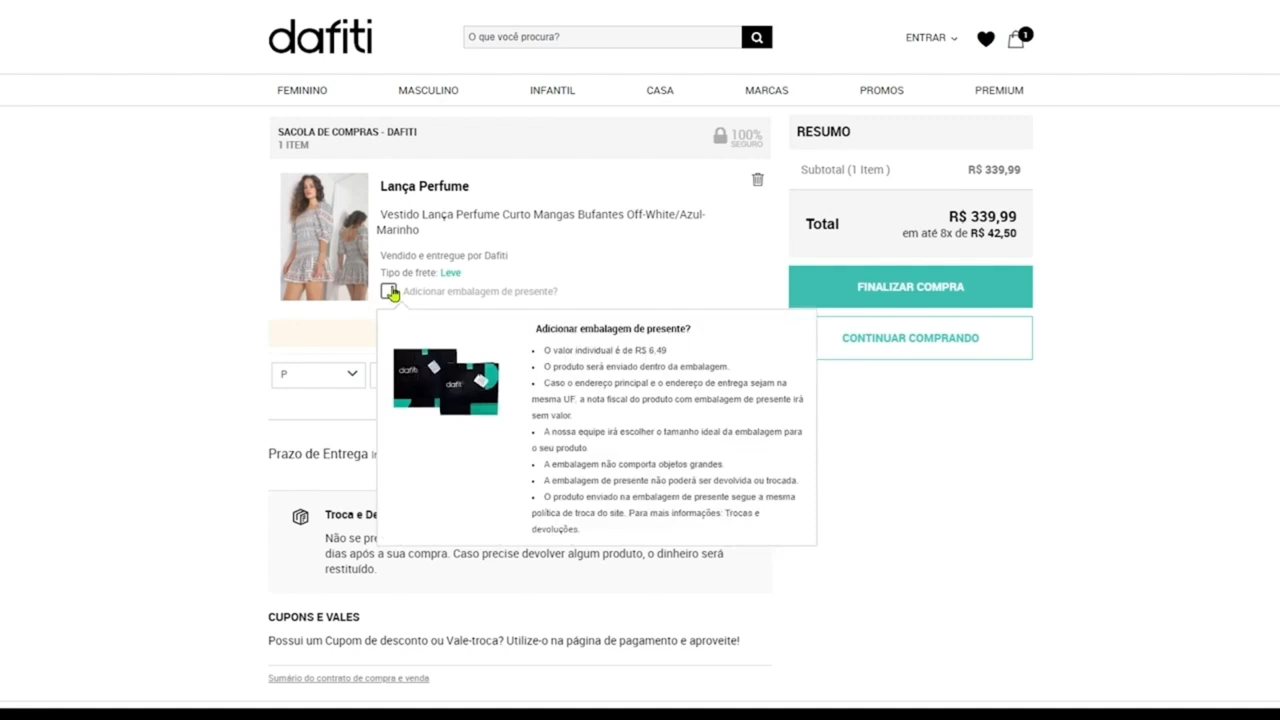 dafiti
O que você procura?
ENTRAR
1
FEMININO
MASCULINO
INFANTIL
CASA
MARCAS
PROMOS
PREMIUM
SACOLA DE COMPRAS - DAFITI
1 ITEM
100%
SEGURO
Lança Perfume
Vestido Lança Perfume Curto Mangas Bufantes Off-White/Azul-
Marinho
Vendido e entregue por Dafiti
Tipo de frete: Leve
Adicionar embalagem de presente?
Adicionar embalagem de presente?
dafiti
dafiti
• O valor individual é de R$ 6,49
• O produto será enviado dentro da embalagem.
• Caso o endereço principal e o endereço de entrega sejam na
mesma UF, a nota fiscal do produto com embalagem de presente irá
sem valor.
• A nossa equipe irá escolher o tamanho ideal da embalagem para
o seu produto
• A embalagem não comporta objetos grandes.
• A embalagem de presente não poderá ser devolvida ou trocada.
• O produto enviado na embalagem de presente segue a mesma
política de troca do site. Para mais informações: Trocas e
devoluções.
P
Prazo de Entrega
Troca e De
Não se pre
dias após a sua compra. Caso precise devolver algum produto, o dinheiro será
restituído.
CUPONS E VALES
Possui um Cupom de desconto ou Vale-troca? Utilize-o na página de pagamento e aproveite!
Sumário do contrato de compra e venda
RESUMO
Subtotal (1 Item ) R$ 339,99
Total R$ 339,99
em até 8x de R$ 42,50
FINALIZAR COMPRA
CONTINUAR COMPRANDO